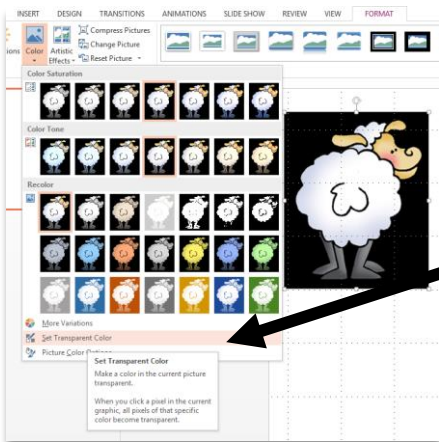 INSERT DESIGN TRANSITIONS ANIMATIONS SLIDE SHOW REVIEW VIEW FORMAT
Compress Pictures
Change Picture
Color Artistic Reset Picture
Effects
Color Saturation
Color Tone
Recolor
More Variations
Set Transparent Color
Picture Color Options...
Set Transparent Color
Make a color in the current picture
transparent.
When you click a pixel in the current
graphic, all pixels of that specific
color become transparent.